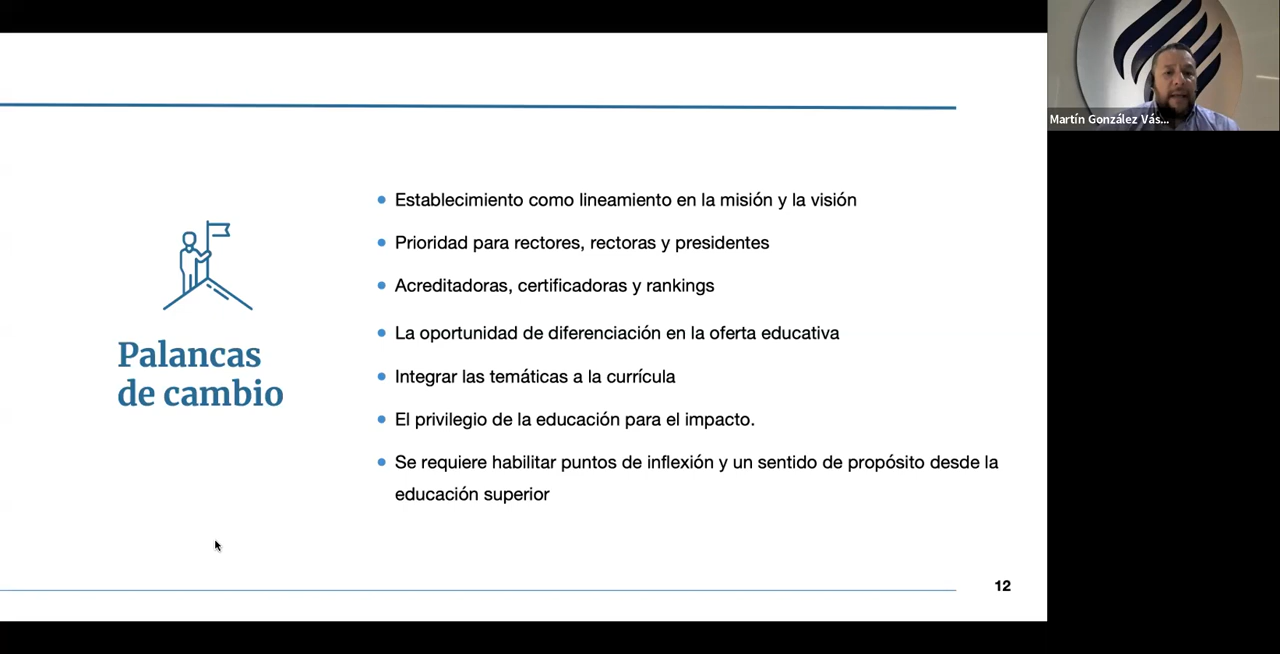 Martín González Vás...
Establecimiento como lineamiento en la misión y la visión
Prioridad para rectores, rectoras y presidentes
Acreditadoras, certificadoras y rankings
La oportunidad de diferenciación en la oferta educativa
Integrar las temáticas a la currícula
El privilegio de la educación para el impacto.
Se requiere habilitar puntos de inflexión y un sentido de propósito desde la
educación superior
Palancas
de cambio
12